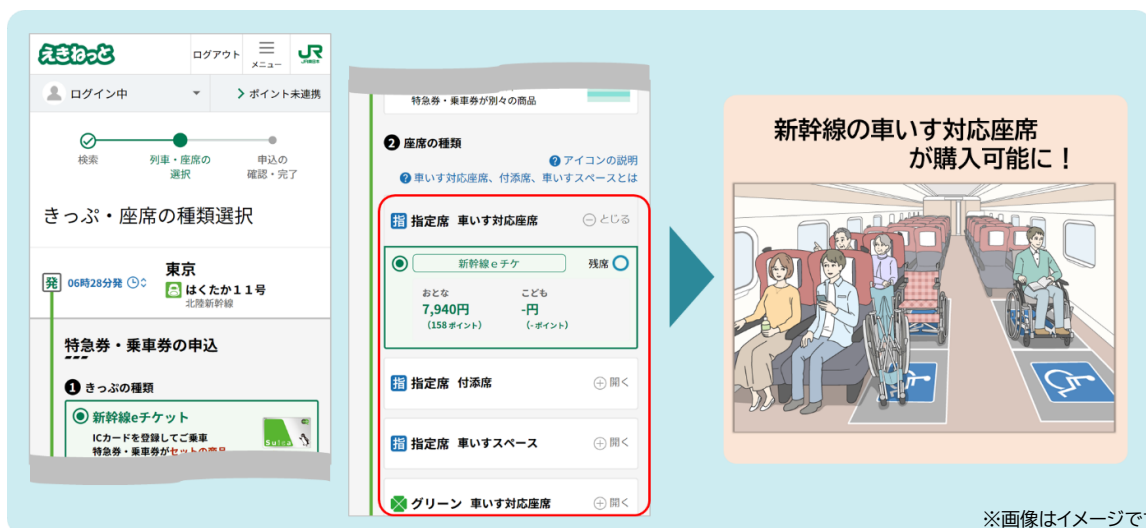 えきねっと
ログアウト
メニュー
JR
JR東日本
ログイン中
ポイント未連携
検索
列車・座席の
選択
申込の
確認・完了
きっぷ・座席の種類選択
発
06時28分発
東京
はくたか11号
北陸新幹線
特急券・乗車券の申込
1 きっぷの種類
新幹線eチケット
ICカードを登録してご乗車
特急券・乗車券がセットの商品
Suica
特急券・乗車券が別々の商品
2 座席の種類
? アイコンの説明
? 車いす対応座席、付添席、車いすスペースとは
指 指定席 車いす対応座席
とじる
新幹線eチケ
残席
おとな
こども
7,940円
-円
(158ポイント)
(-ポイント)
指 指定席 付添席
開く
指 指定席 車いすスペース
開く
グリーン 車いす対応座席
開く
新幹線の車いす対応座席
が購入可能に！
※画像はイメージで